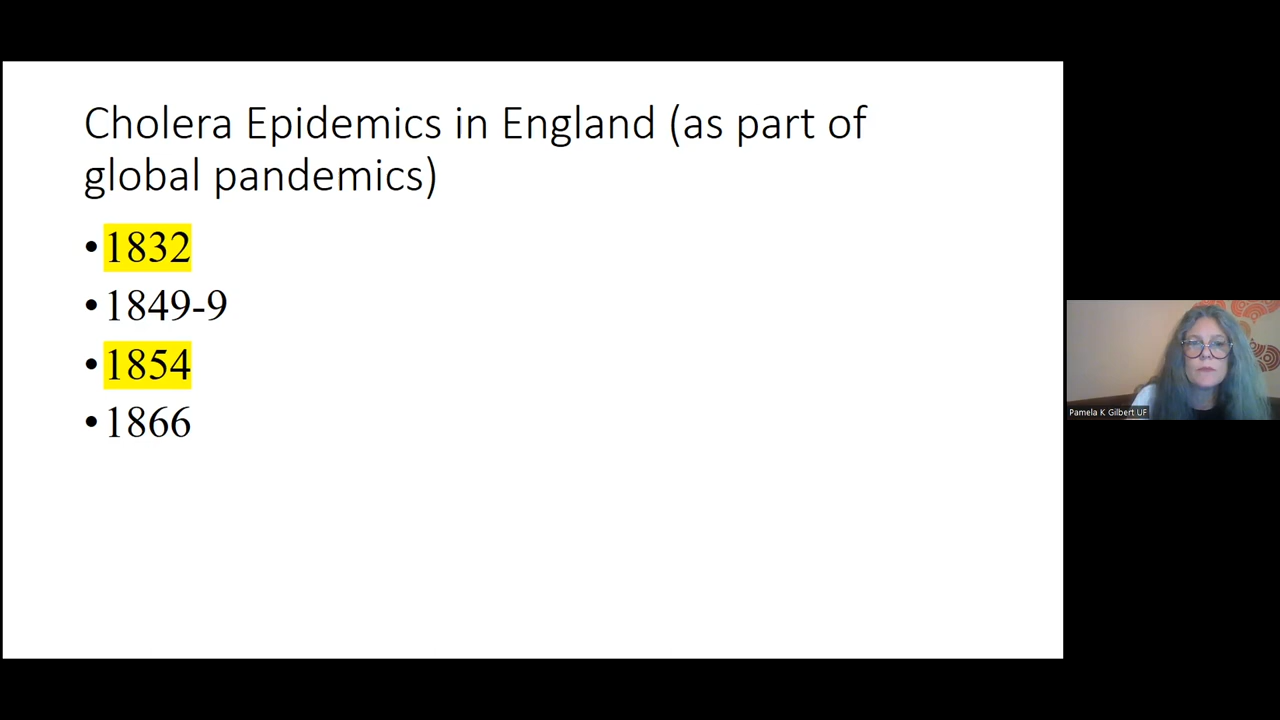 Cholera Epidemics in England (as part of
global pandemics)
• 1832
• 1849-9
• 1854
• 1866
Pamela K Gilbert UF